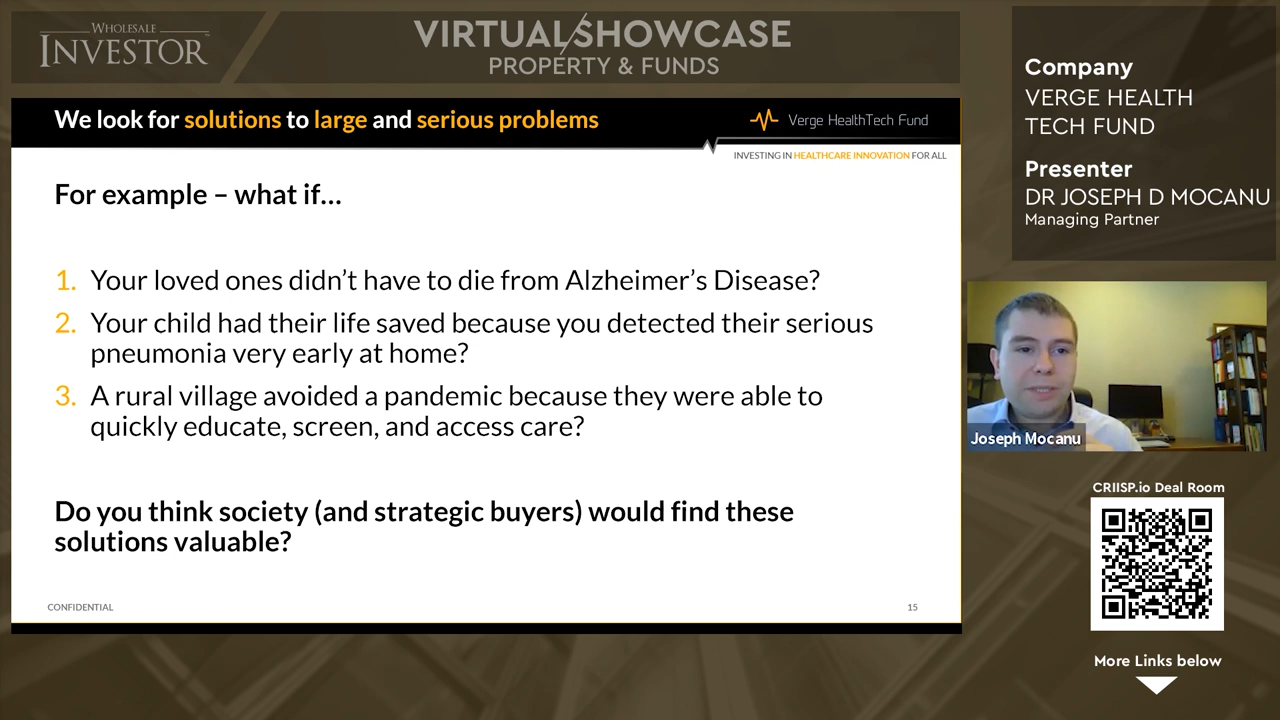 WHOLESALE
INVESTOR
VIRTUAL SHOWCASE
PROPERTY & FUNDS
We look for solutions to large and serious problems
Verge HealthTech Fund
INVESTING IN HEALTHCARE INNOVATION FOR ALL
For example – what if...
1. Your loved ones didn't have to die from Alzheimer's Disease?
2. Your child had their life saved because you detected their serious
pneumonia very early at home?
3. A rural village avoided a pandemic because they were able to
quickly educate, screen, and access care?
Do you think society (and strategic buyers) would find these
solutions valuable?
CONFIDENTIAL
15
Company
VERGE HEALTH
TECH FUND
Presenter
DR JOSEPH D MOCANU
Managing Partner
Joseph Mocanu
CRIISP.io Deal Room
More Links below